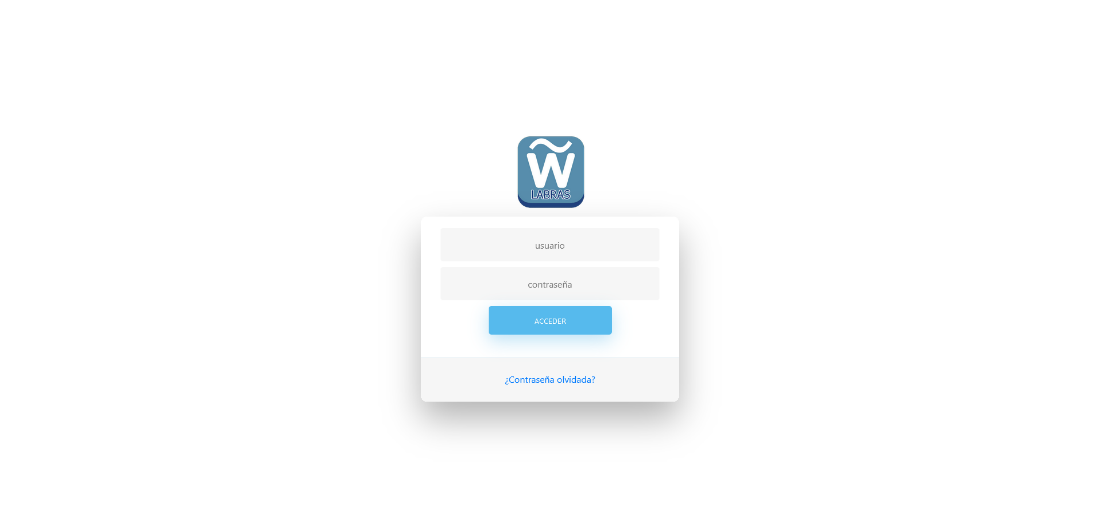 W̃
LABRAS
usuario
contraseña
ACCEDER
¿Contraseña olvidada?